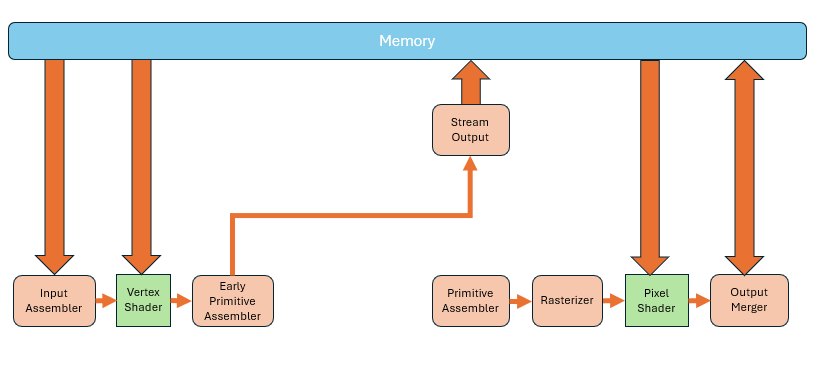 Memory
Stream
Output
Input
Assembler
Vertex
Shader
Early
Primitive
Assembler
Primitive
Assembler
Rasterizer
Pixel
Shader
Output
Merger